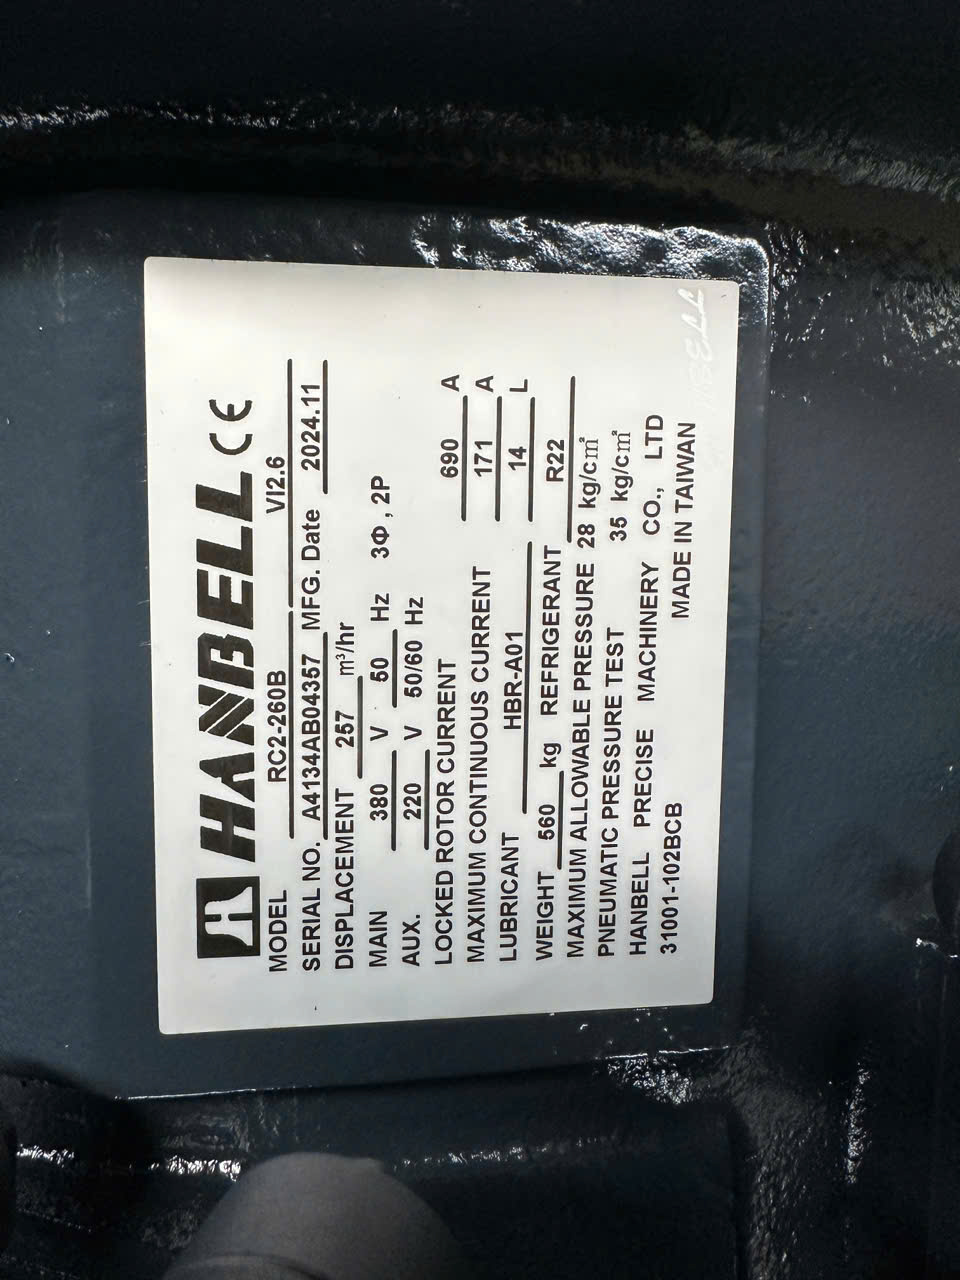 HANBELL CE
MODEL RC2-260B VI2.6
SERIAL NO. A4134AB04357 MFG. Date 2024.11
DISPLACEMENT 257 m³/hr
MAIN 380 V 50 Hz 3Φ , 2P
AUX. 220 V 50/60 Hz
LOCKED ROTOR CURRENT 690 A
MAXIMUM CONTINUOUS CURRENT 171 A
LUBRICANT HBR-A01 14 L
WEIGHT 560 kg REFRIGERANT R22
MAXIMUM ALLOWABLE PRESSURE 28 kg/cm²
PNEUMATIC PRESSURE TEST 35 kg/cm²
HANBELL PRECISE MACHINERY CO., LTD
31001-102BCB MADE IN TAIWAN